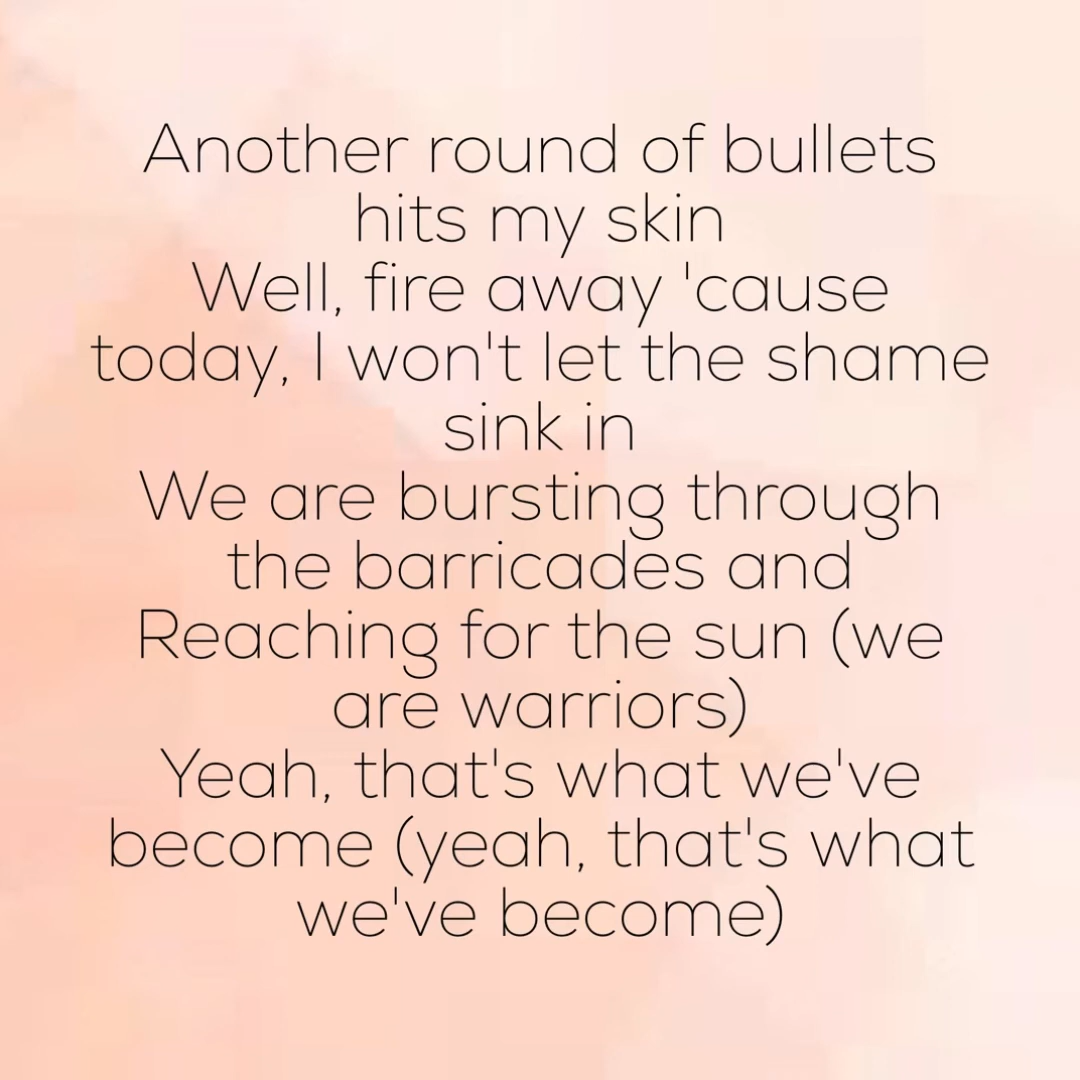 Another round of bullets
hits my skin
Well, fire away 'cause
today, I won't let the shame
sink in
We are bursting through
the barricades and
Reaching for the sun (we
are warriors)
Yeah, that's what we've
become (yeah, that's what
we've become)